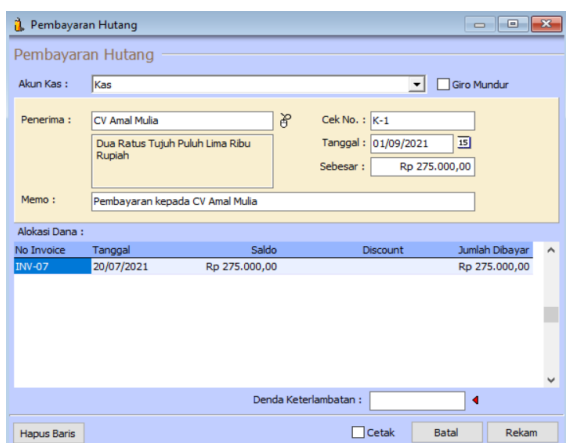 Pembayaran Hutang
Pembayaran Hutang
Akun Kas : Kas Giro Mundur
Penerima : CV Amal Mulia Cek No. : K-1
Dua Ratus Tujuh Puluh Lima Ribu Rupiah
Tanggal : 01/09/2021 15
Sebesar : Rp 275.000,00
Memo : Pembayaran kepada CV Amal Mulia
Alokasi Dana :
No Invoice Tanggal Saldo Discount Jumlah Dibayar
INV-07 20/07/2021 Rp 275.000,00 Rp 275.000,00
Denda Keterlambatan :
Hapus Baris Cetak Batal Rekam